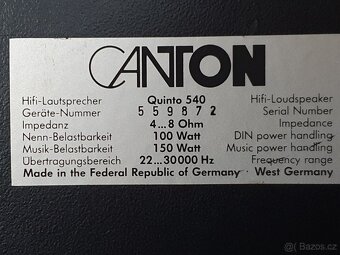 CANTON
Hifi-Lautsprecher Quinto 540 Hifi-Loudspeaker
Geräte-Nummer 559872 Serial Number
Impedanz 4...8 Ohm Impedance
Nenn-Belastbarkeit 100 Watt DIN power handling
Musik-Belastbarkeit 150 Watt Music power handling
Übertragungsbereich 22...30000 Hz Frequency range
Made in the Federal Republic of Germany West Germany
Bazos.cz